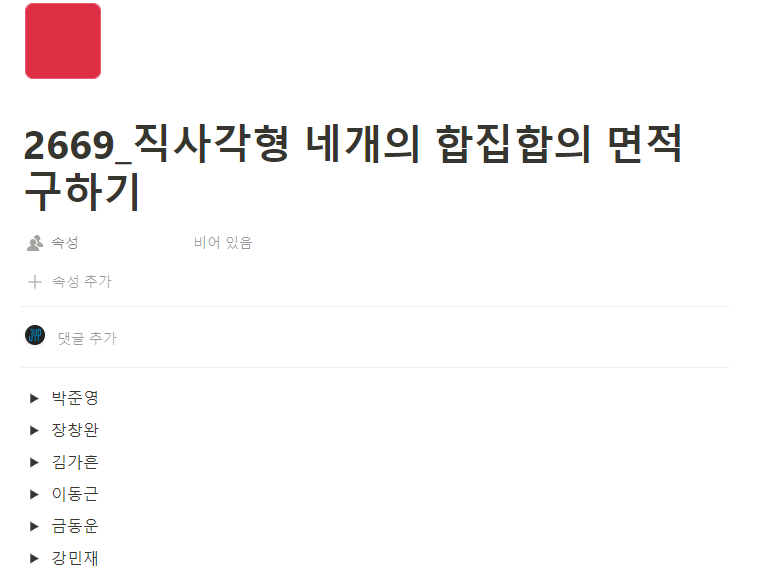 2669_직사각형 네개의 합집합의 면적
구하기
속성 비어 있음
속성 추가
댓글 추가
박준영
장창완
김가흔
이동근
금동운
강민재